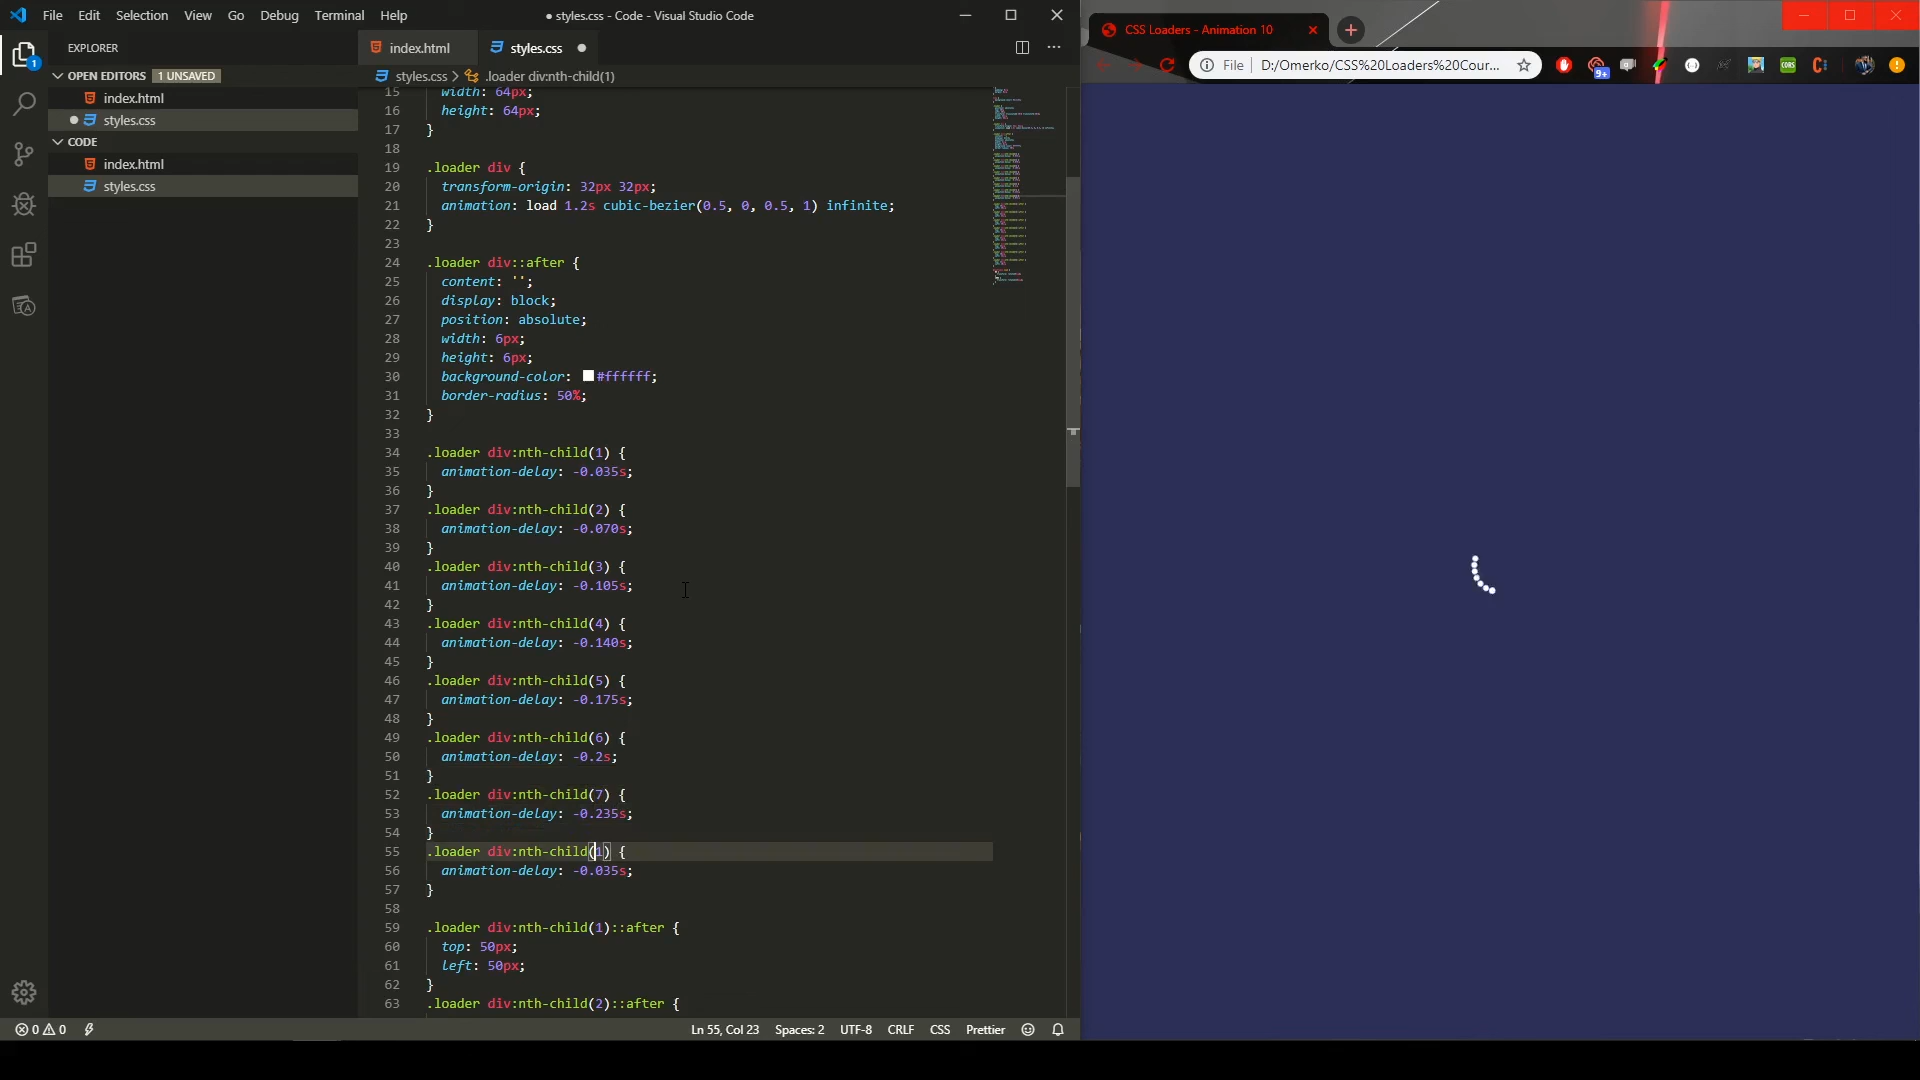 File Edit Selection View Go Debug Terminal Help
● styles.css - Code - Visual Studio Code
EXPLORER
OPEN EDITORS 1 UNSAVED
index.html
styles.css
CODE
index.html
styles.css
1
index.html styles.css
styles.css > .loader div:nth-child(1)
15 width: 64px;
16 height: 64px;
17 }
18
19 .loader div {
20 transform-origin: 32px 32px;
21 animation: load 1.2s cubic-bezier(0.5, 0, 0.5, 1) infinite;
22 }
23
24 .loader div::after {
25 content: '';
26 display: block;
27 position: absolute;
28 width: 6px;
29 height: 6px;
30 background-color: #ffffff;
31 border-radius: 50%;
32 }
33
34 .loader div:nth-child(1) {
35 animation-delay: -0.035s;
36 }
37 .loader div:nth-child(2) {
38 animation-delay: -0.070s;
39 }
40 .loader div:nth-child(3) {
41 animation-delay: -0.105s;
42 }
43 .loader div:nth-child(4) {
44 animation-delay: -0.140s;
45 }
46 .loader div:nth-child(5) {
47 animation-delay: -0.175s;
48 }
49 .loader div:nth-child(6) {
50 animation-delay: -0.2s;
51 }
52 .loader div:nth-child(7) {
53 animation-delay: -0.235s;
54 }
55 .loader div:nth-child(1) {
56 animation-delay: -0.035s;
57 }
58
59 .loader div:nth-child(1)::after {
60 top: 50px;
61 left: 50px;
62 }
63 .loader div:nth-child(2)::after {
0 0
Ln 55, Col 23 Spaces: 2 UTF-8 CRLF CSS Prettier
CSS Loaders - Animation 10
File D:/Omerko/CSS%20Loaders%20Cour...
9+
CORS